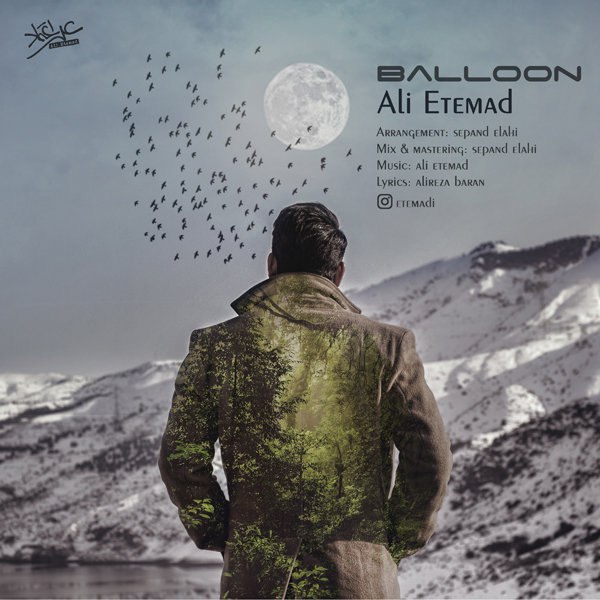 BALLOON
Ali Etemad
Arrangement: sepand elahi
Mix & mastering: sepand elahi
Music: ali etemad
Lyrics: alireza baran
etemadi